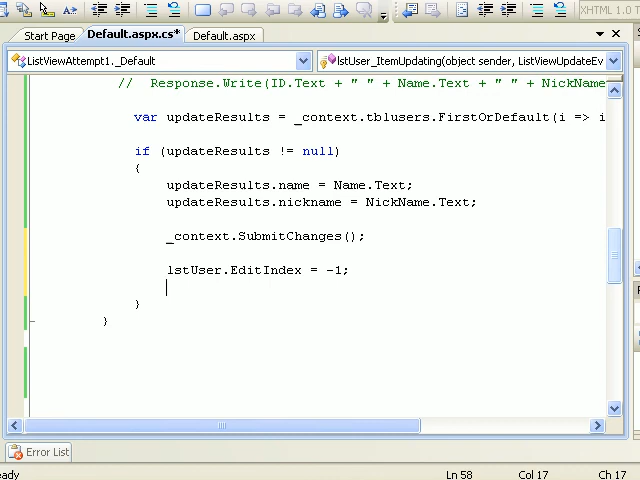 XHTML 1.0 T
Start Page
Default.aspx.cs*
Default.aspx
ListViewAttempt1._Default
lstUser_ItemUpdating(object sender, ListViewUpdateEv
//  Response.Write(ID.Text + " " + Name.Text + " " + NickName
var updateResults = _context.tblusers.FirstOrDefault(i => i
if (updateResults != null)
{
updateResults.name = Name.Text;
updateResults.nickname = NickName.Text;
_context.SubmitChanges();
lstUser.EditIndex = -1;
}
}
Error List
eady
Ln 58
Col 17
Ch 17